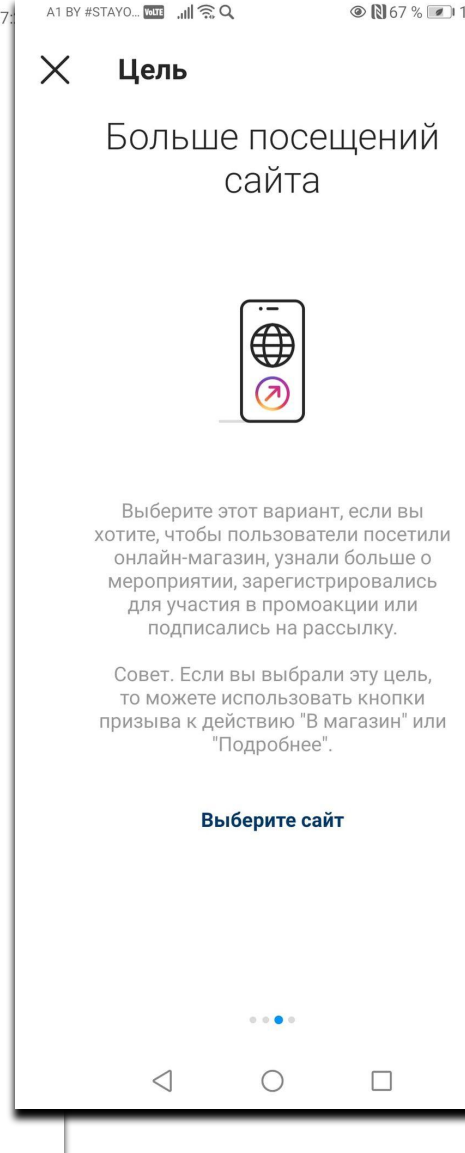 7:
A1 BY #STAYO... VoLTE 67 % 1
Цель
Больше посещений
сайта
Выберите этот вариант, если вы
хотите, чтобы пользователи посетили
онлайн-магазин, узнали больше о
мероприятии, зарегистрировались
для участия в промоакции или
подписались на рассылку.
Совет. Если вы выбрали эту цель,
то можете использовать кнопки
призыва к действию "В магазин" или
"Подробнее".
Выберите сайт